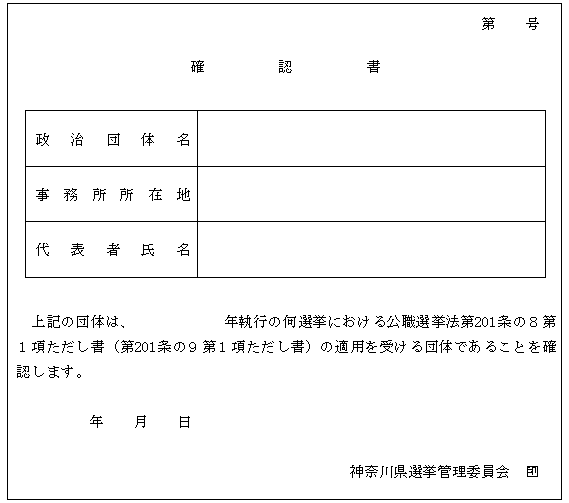 第　　号
確　　　　認　　　　書
政治団体名
事務所所在地
代表者氏名
上記の団体は、　　　　　　年執行の何選挙における公職選挙法第201条の８第
１項ただし書（第201条の９第１項ただし書）の適用を受ける団体であることを確
認します。
年　　月　　日
神奈川県選挙管理委員会　印